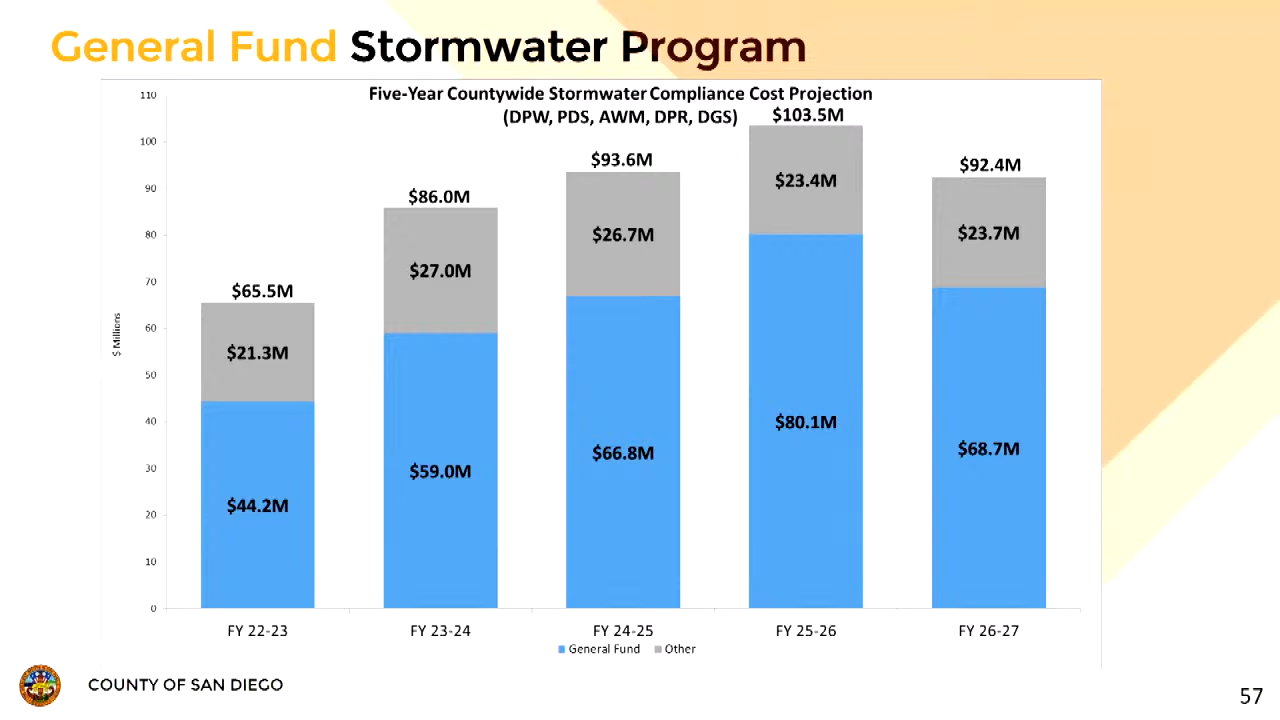 General Fund Stormwater Program
Five-Year Countywide Stormwater Compliance Cost Projection
(DPW, PDS, AWM, DPR, DGS)
$ Millions
110
100
90
80
70
60
50
40
30
20
10
0
$65.5M
$21.3M
$44.2M
$86.0M
$27.0M
$59.0M
$93.6M
$26.7M
$66.8M
$103.5M
$23.4M
$80.1M
$92.4M
$23.7M
$68.7M
FY 22-23
FY 23-24
FY 24-25
FY 25-26
FY 26-27
General Fund
Other
COUNTY OF SAN DIEGO
57